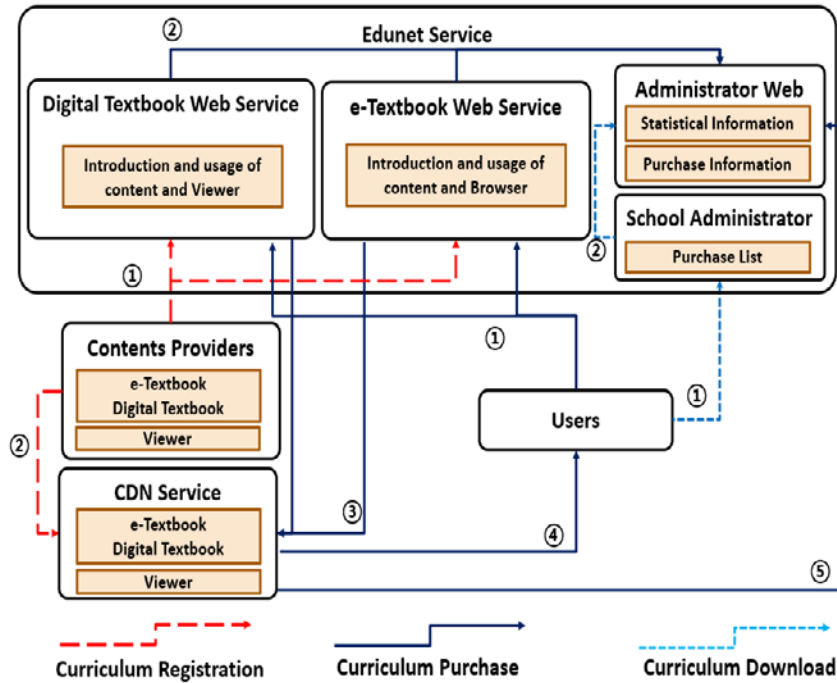 ②
Edunet Service
Digital Textbook Web Service
Introduction and usage of
content and Viewer
e-Textbook Web Service
Introduction and usage of
content and Browser
Administrator Web
Statistical Information
Purchase Information
School Administrator
②
Purchase List
①
Contents Providers
e-Textbook
Digital Textbook
Viewer
①
①
Users
②
CDN Service
e-Textbook
Digital Textbook
Viewer
③
④
⑤
Curriculum Registration
Curriculum Purchase
Curriculum Download